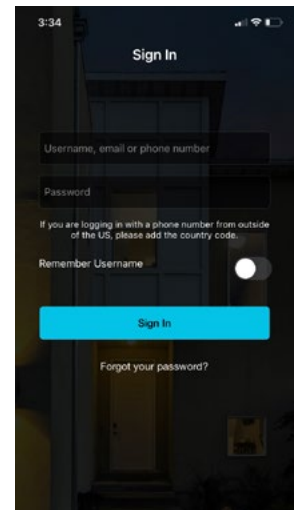 3:34
Sign In
Username, email or phone number
Password
If you are logging in with a phone number from outside
of the US, please add the country code.
Remember Username
Sign In
Forgot your password?